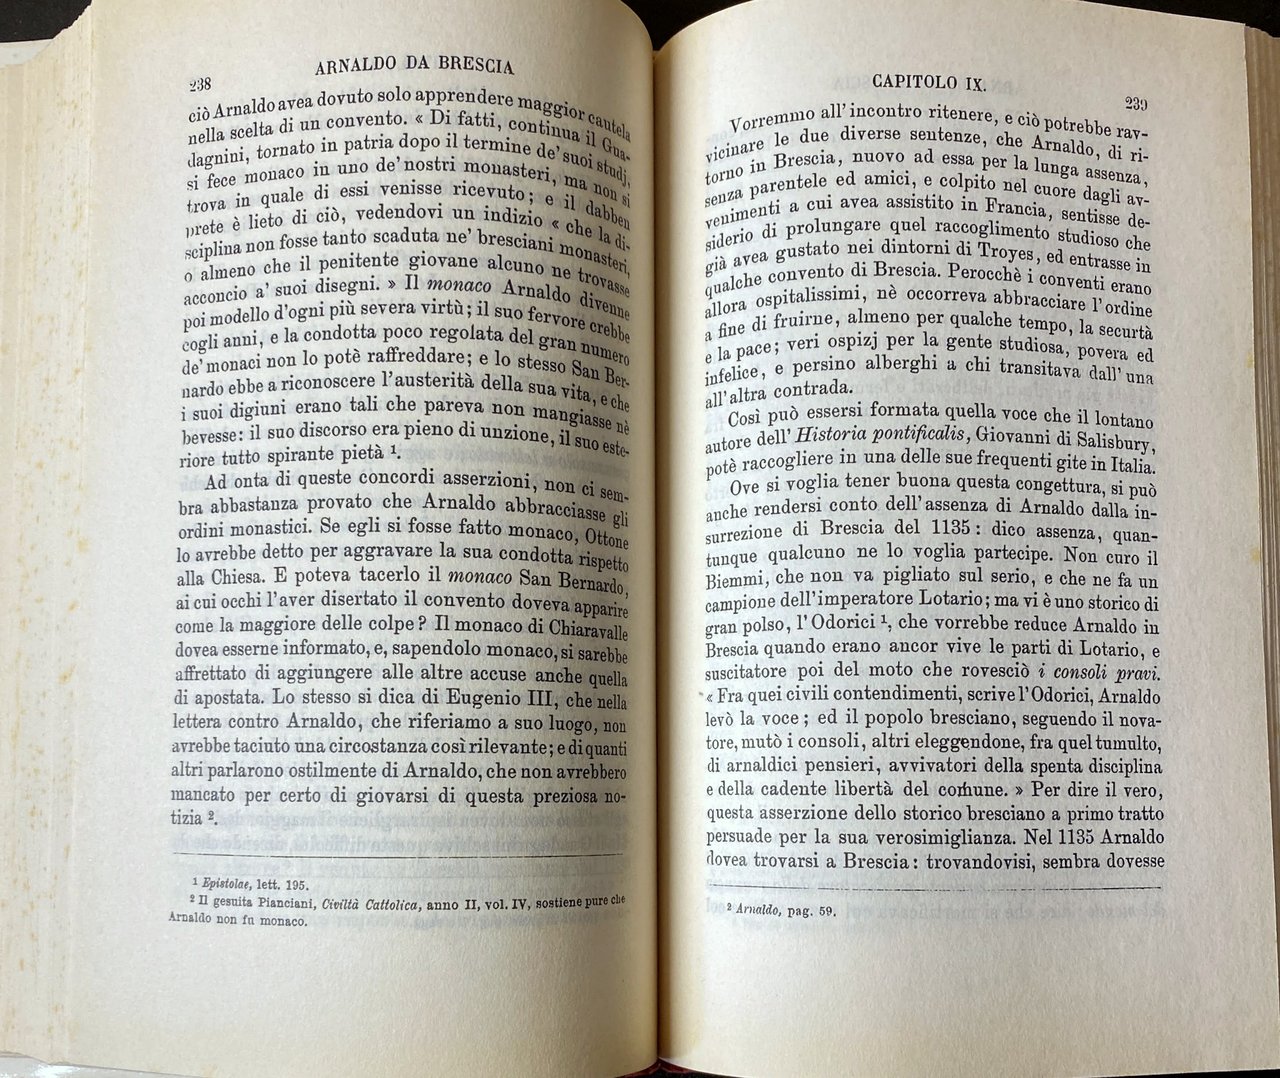 238
ARNALDO DA BRESCIA
ciò Arnaldo avea dovuto solo apprendere maggior cautela
nella scelta di un convento. « Di fatti, continua il Gua-
dagnini, tornato in patria dopo il termine de' suoi studj,
si fece monaco in uno de' nostri monasteri, ma non si
trova in quale di essi venisse ricevuto; e il dabben
prete è lieto di ciò, vedendovi un indizio « che la di-
sciplina non fosse tanto scaduta ne' bresciani monasteri,
o almeno che il penitente giovane alcuno ne trovasse
acconcio a' suoi disegni. » Il monaco Arnaldo divenne
poi modello d'ogni più severa virtù; il suo fervore crebbe
cogli anni, e la condotta poco regolata del gran numero
de' monaci non lo potè raffreddare; e lo stesso San Ber-
nardo ebbe a riconoscere l'austerità della sua vita, e che
i suoi digiuni erano tali che pareva non mangiasse nè
bevesse: il suo discorso era pieno di unzione, il suo este-
riore tutto spirante pietà ¹.
Ad onta di queste concordi asserzioni, non ci sem-
bra abbastanza provato che Arnaldo abbracciasse gli
ordini monastici. Se egli si fosse fatto monaco, Ottone
lo avrebbe detto per aggravare la sua condotta rispetto
alla Chiesa. E poteva tacerlo il monaco San Bernardo,
ai cui occhi l'aver disertato il convento doveva apparire
come la maggiore delle colpe? Il monaco di Chiaravalle
dovea esserne informato, e, sapendolo monaco, si sarebbe
affrettato di aggiungere alle altre accuse anche quella
di apostata. Lo stesso si dica di Eugenio III, che nella
lettera contro Arnaldo, che riferiamo a suo luogo, non
avrebbe taciuto una circostanza così rilevante; e di quanti
altri parlarono ostilmente di Arnaldo, che non avrebbero
mancato per certo di giovarsi di questa preziosa no-
tizia ².
¹ Epistolae, lett. 195.
² Il gesuita Pianciani, Civiltà Cattolica, anno II, vol. IV, sostiene pure che
Arnaldo non fu monaco.
CAPITOLO IX.
239
Vorremmo all'incontro ritenere, e ciò potrebbe rav-
vicinare le due diverse sentenze, che Arnaldo, di ri-
torno in Brescia, nuovo ad essa per la lunga assenza,
senza parentele ed amici, e colpito nel cuore dagli av-
venimenti a cui avea assistito in Francia, sentisse de-
siderio di prolungare quel raccoglimento studioso che
già avea gustato nei dintorni di Troyes, ed entrasse in
qualche convento di Brescia. Perocchè i conventi erano
allora ospitalissimi, nè occorreva abbracciare l'ordine
a fine di fruirne, almeno per qualche tempo, la securtà
e la pace; veri ospizj per la gente studiosa, povera ed
infelice, e persino alberghi a chi transitava dall'una
all'altra contrada.
Così può essersi formata quella voce che il lontano
autore dell'Historia pontificalis, Giovanni di Salisbury,
potè raccogliere in una delle sue frequenti gite in Italia.
Ove si voglia tener buona questa congettura, si può
anche rendersi conto dell'assenza di Arnaldo dalla in-
surrezione di Brescia del 1135: dico assenza, quan-
tunque qualcuno ne lo voglia partecipe. Non curo il
Biemmi, che non va pigliato sul serio, e che ne fa un
campione dell'imperatore Lotario; ma vi è uno storico di
gran polso, l'Odorici ¹, che vorrebbe reduce Arnaldo in
Brescia quando erano ancor vive le parti di Lotario, e
suscitatore poi del moto che rovesciò i consoli pravi.
« Fra quei civili contendimenti, scrive l'Odorici, Arnaldo
levò la voce; ed il popolo bresciano, seguendo il nova-
tore, mutò i consoli, altri eleggendone, fra quel tumulto,
di arnaldici pensieri, avvivatori della spenta disciplina
e della cadente libertà del comune. » Per dire il vero,
questa asserzione dello storico bresciano a primo tratto
persuade per la sua verosimiglianza. Nel 1135 Arnaldo
dovea trovarsi a Brescia: trovandovisi, sembra dovesse
² Arnaldo, pag. 59.